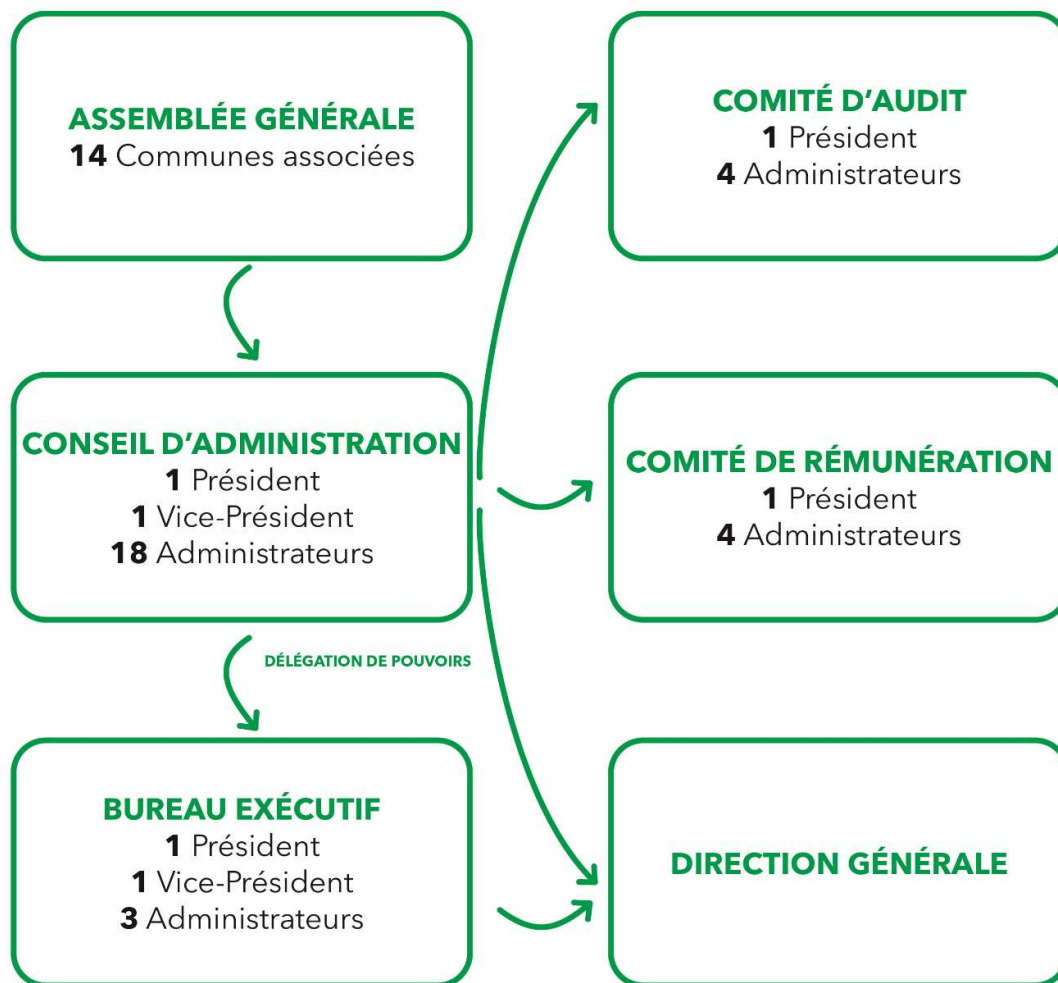 ASSEMBLÉE GÉNÉRALE
14 Communes associées
COMITÉ D'AUDIT
1 Président
4 Administrateurs
CONSEIL D'ADMINISTRATION
1 Président
1 Vice-Président
18 Administrateurs
COMITÉ DE RÉMUNÉRATION
1 Président
4 Administrateurs
DÉLÉGATION DE POUVOIRS
BUREAU EXÉCUTIF
1 Président
1 Vice-Président
3 Administrateurs
DIRECTION GÉNÉRALE